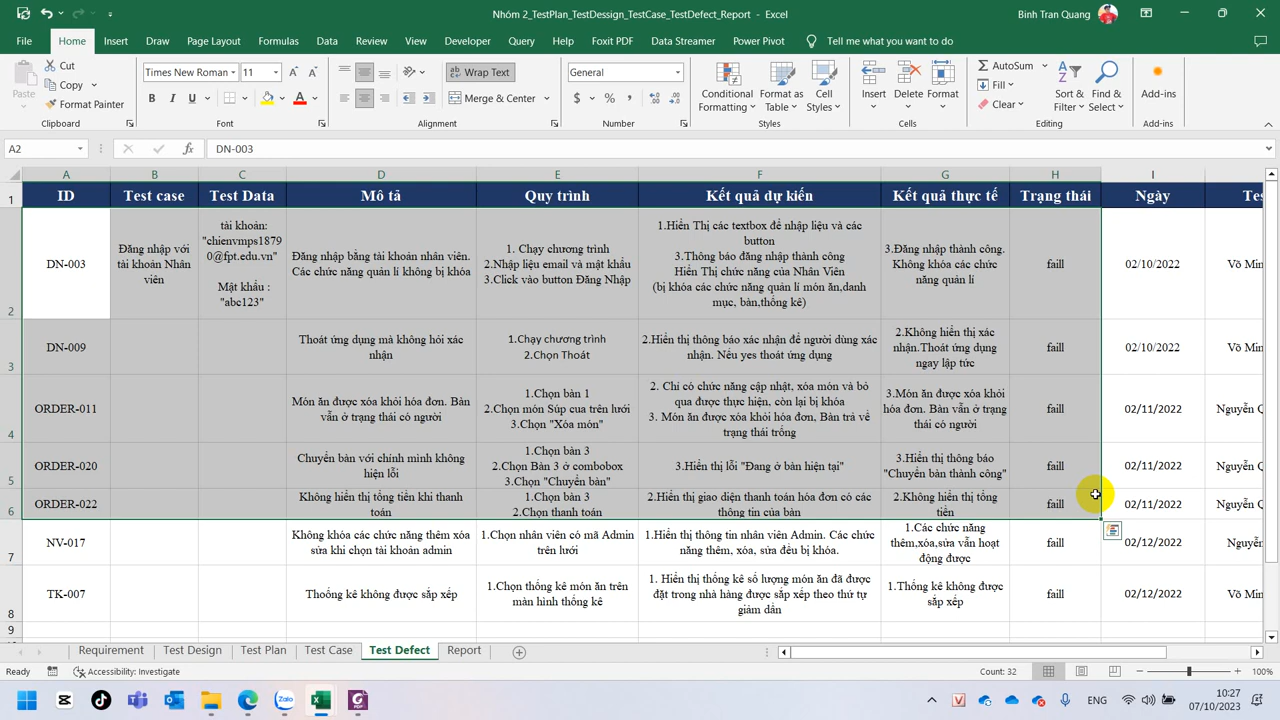 Nhóm 2_TestPlan_TestDessign_TestCase_TestDefect_Report - Excel
Binh Tran Quang
File Home Insert Draw Page Layout Formulas Data Review View Developer Query Help Foxit PDF Data Streamer Power Pivot Tell me what you want to do
Paste
Cut
Copy
Format Painter
Clipboard
Times New Roman 11
B I U
Font
Wrap Text
Merge & Center
Alignment
General
$ % ,
Number
Conditional Formatting
Format as Table
Cell Styles
Styles
Insert
Delete
Format
Cells
AutoSum
Fill
Clear
Sort & Filter
Find & Select
Editing
Add-ins
Add-ins
A2 fx DN-003
A B C D E F G H I
1 ID Test case Test Data Mô tả Quy trình Kết quả dự kiến Kết quả thực tế Trạng thái Ngày Tes
2
DN-003
Đăng nhập với
tài khoản Nhân
viên
tài khoản:
"chienvmps1879
0@fpt.edu.vn"
Mật khẩu :
"abc123"
Đăng nhập bằng tài khoản nhân viên.
Các chức năng quản lí không bị khóa
1. Chạy chương trình
2.Nhập liệu email và mật khẩu
3.Click vào button Đăng Nhập
1.Hiển Thị các textbox để nhập liệu và các
button
3.Thông báo đăng nhập thành công
Hiển Thị chức năng của Nhân Viên
(bị khóa các chức năng quản lí món ăn,danh
mục, bàn,thống kê)
3.Đăng nhập thành công.
Không khóa các chức
năng quản lí
faill
02/10/2022
Võ Min
3
DN-009
Thoát ứng dụng mà không hỏi xác
nhận
1.Chạy chương trình
2.Chọn Thoát
2.Hiển thị thông báo xác nhận để người dùng xác
nhận. Nếu yes thoát ứng dụng
2.Không hiển thị xác
nhận.Thoát ứng dụng
ngay lập tức
faill
02/10/2022
Võ Min
4
ORDER-011
Món ăn được xóa khỏi hóa đơn. Bàn
vẫn ở trạng thái có người
1.Chọn bàn 1
2.Chọn món Súp cua trên lưới
3.Chọn "Xóa món"
2. Chỉ có chức năng cập nhật, xóa món và bỏ
qua được thực hiện, còn lại bị khóa
3. Món ăn được xóa khỏi hóa đơn, Bàn trả về
trạng thái trống
3.Món ăn được xóa khỏi
hóa đơn. Bàn vẫn ở trạng
thái có người
faill
02/11/2022
Nguyễn Q
5
ORDER-020
Chuyển bàn với chính mình không
hiện lỗi
1.Chọn bàn 3
2.Chọn Bàn 3 ở combobox
3.Chọn "Chuyển bàn"
3.Hiển thị lỗi "Đang ở bàn hiện tại"
3.Hiển thị thông báo
"Chuyển bàn thành công"
faill
02/11/2022
Nguyễn Q
6
ORDER-022
Không hiển thị tổng tiền khi thanh
toán
1.Chọn bàn 3
2.Chọn thanh toán
2.Hiển thị giao diện thanh toán hóa đơn có các
thông tin của bàn
2.Không hiển thị tổng
tiền
faill
02/11/2022
Nguyễn Q
7
NV-017
Không khóa các chức năng thêm xóa
sửa khi chọn tài khoản admin
1.Chọn nhân viên có mã Admin
trên lưới
1.Hiển thị thông tin nhân viên Admin. Các chức
năng thêm, xóa, sửa đều bị khóa.
1.Các chức năng
thêm,xóa,sửa vẫn hoạt
động được
faill
02/12/2022
Nguyễn
8
TK-007
Thoống kê không được sắp xếp
1.Chọn thống kê món ăn trên
màn hình thống kê
1. Hiển thị thống kê số lượng món ăn đã được
đặt trong nhà hàng được sắp xếp theo thứ tự
giảm dần
1.Thống kê không được
sắp xếp
faill
02/12/2022
Võ Min
9
Requirement Test Design Test Plan Test Case Test Defect Report
Ready Accessibility: Investigate Count: 32 100%
Zalo ENG 10:27
07/10/2023